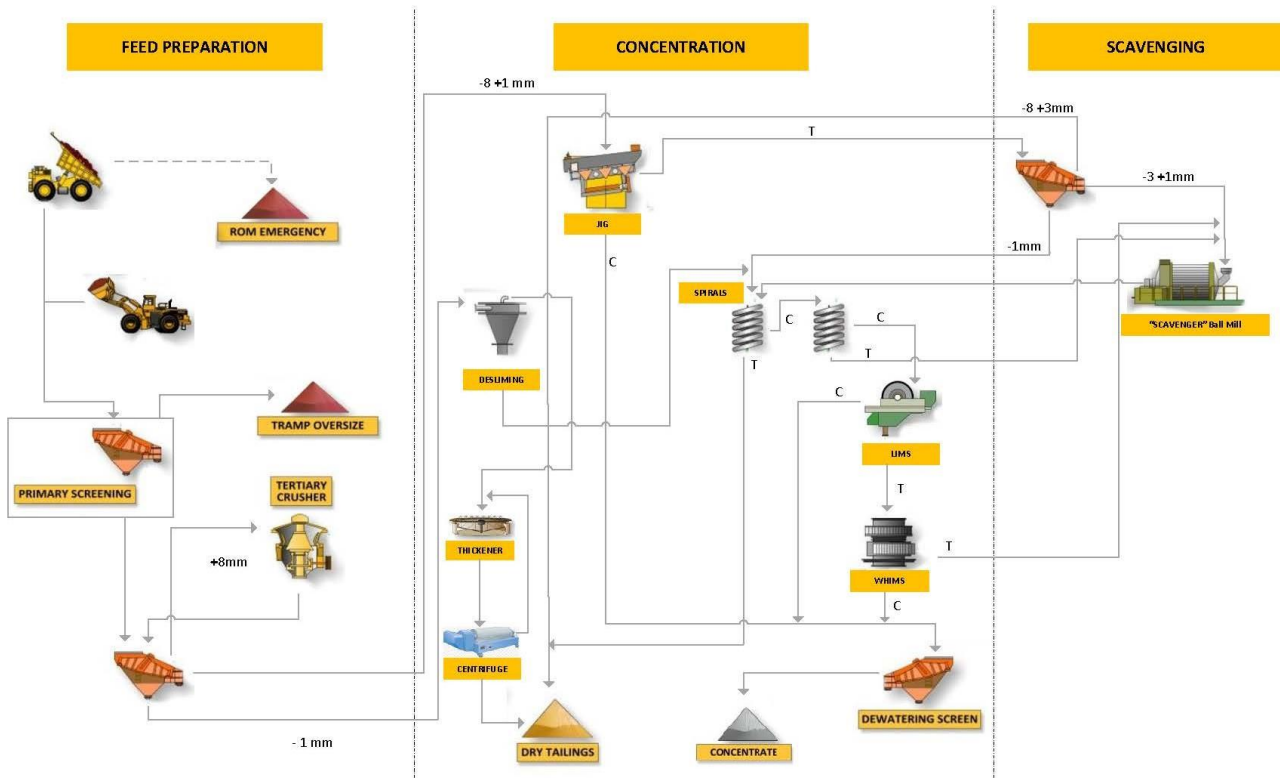 FEED PREPARATION
CONCENTRATION
SCAVENGING
-8 +1 mm
-8 +3mm
T
ROM EMERGENCY
JIG
-3 +1mm
C
-1mm
SPIRALS
"SCAVENGER" Ball Mill
C
C
T
T
DESLIMING
C
TRAMP OVERSIZE
LIMS
PRIMARY SCREENING
TERTIARY
CRUSHER
T
THICKENER
T
+8mm
WHIMS
C
CENTRIFUGE
DEWATERING SCREEN
- 1 mm
DRY TAILINGS
CONCENTRATE